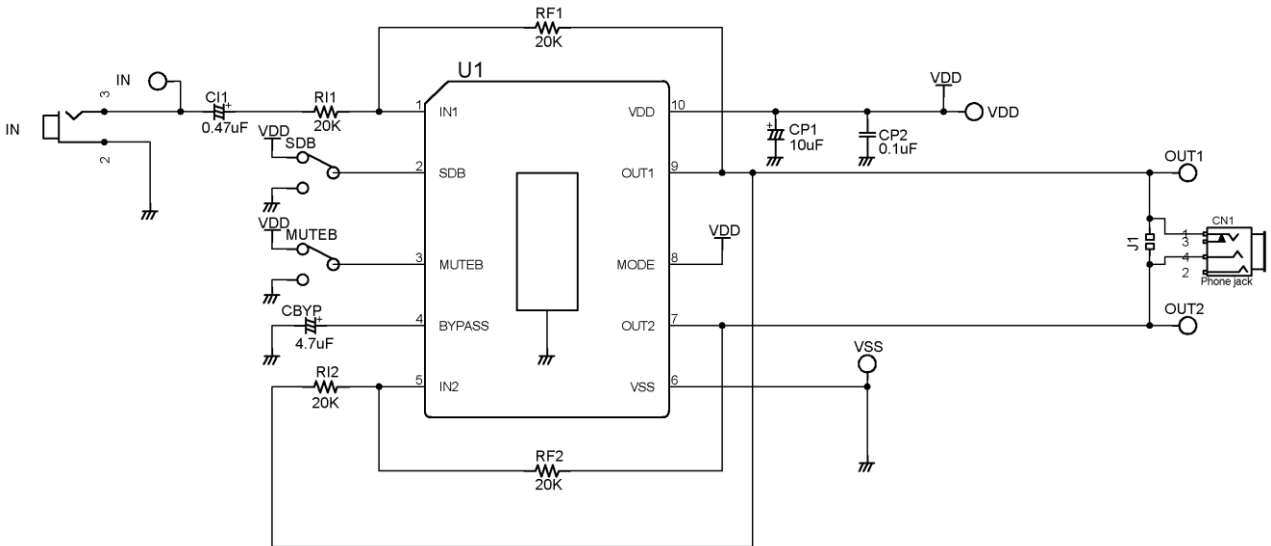 RF1
20K
U1
IN
IN
3
2
CI1
+
0.47uF
RI1
20K
1
IN1
VDD
10
VDD
VDD
+
CP1
10uF
CP2
0.1uF
VDD
SDB
2
SDB
OUT1
9
OUT1
VDD
MUTEB
3
MUTEB
MODE
8
VDD
J1
CN1
1
3
4
2
Phone jack
CBYP
+
4.7uF
4
BYPASS
OUT2
7
OUT2
RI2
20K
5
IN2
VSS
6
VSS
RF2
20K